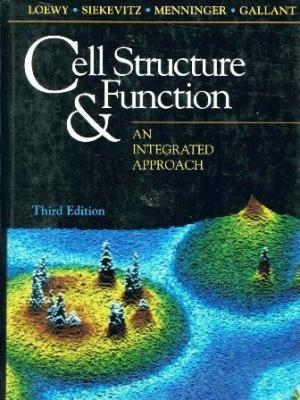 LOEWY • SIEKEVITZ • MENNINGER • GALLANT
Cell Structure
& Function
AN
INTEGRATED
APPROACH
Third Edition